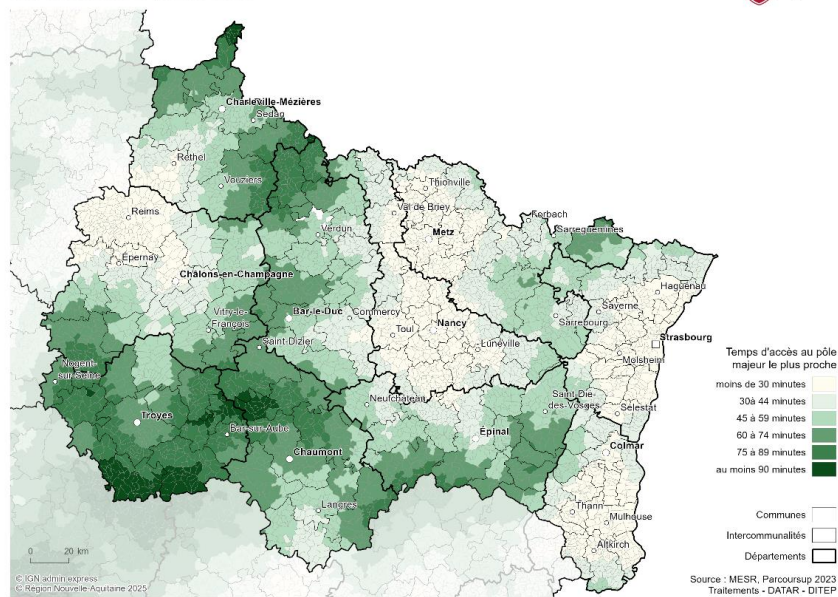 Charleville-Mézières
Sedan
Rethel
Vouziers
Reims
Épernay
Châlons-en-Champagne
Vitry-le-
François
Saint-Dizier
Nogent-
sur-Seine
Troyes
Bar-sur-Aube
Chaumont
Langres
Verdun
Bar-le-Duc
Commercy
Thionville
Val de Briey
Metz
Forbach
Sarreguemines
Toul
Nancy
Lunéville
Sarrebourg
Neufchateau
Épinal
Saint-Dié-
des-Vosges
Haguenau
Saverne
Strasbourg
Molsheim
Sélestat
Colmar
Thann
Mulhouse
Altkirch
Temps d'accès au pôle
majeur le plus proche
moins de 30 minutes
30à 44 minutes
45 à 59 minutes
60 à 74 minutes
75 à 89 minutes
au moins 90 minutes
Communes
Intercommunalités
Départements
0 20 km
© IGN admin express
© Région Nouvelle-Aquitaine 2025
Source : MESR, Parcoursup 2023
Traitements - DATAR - DITEP